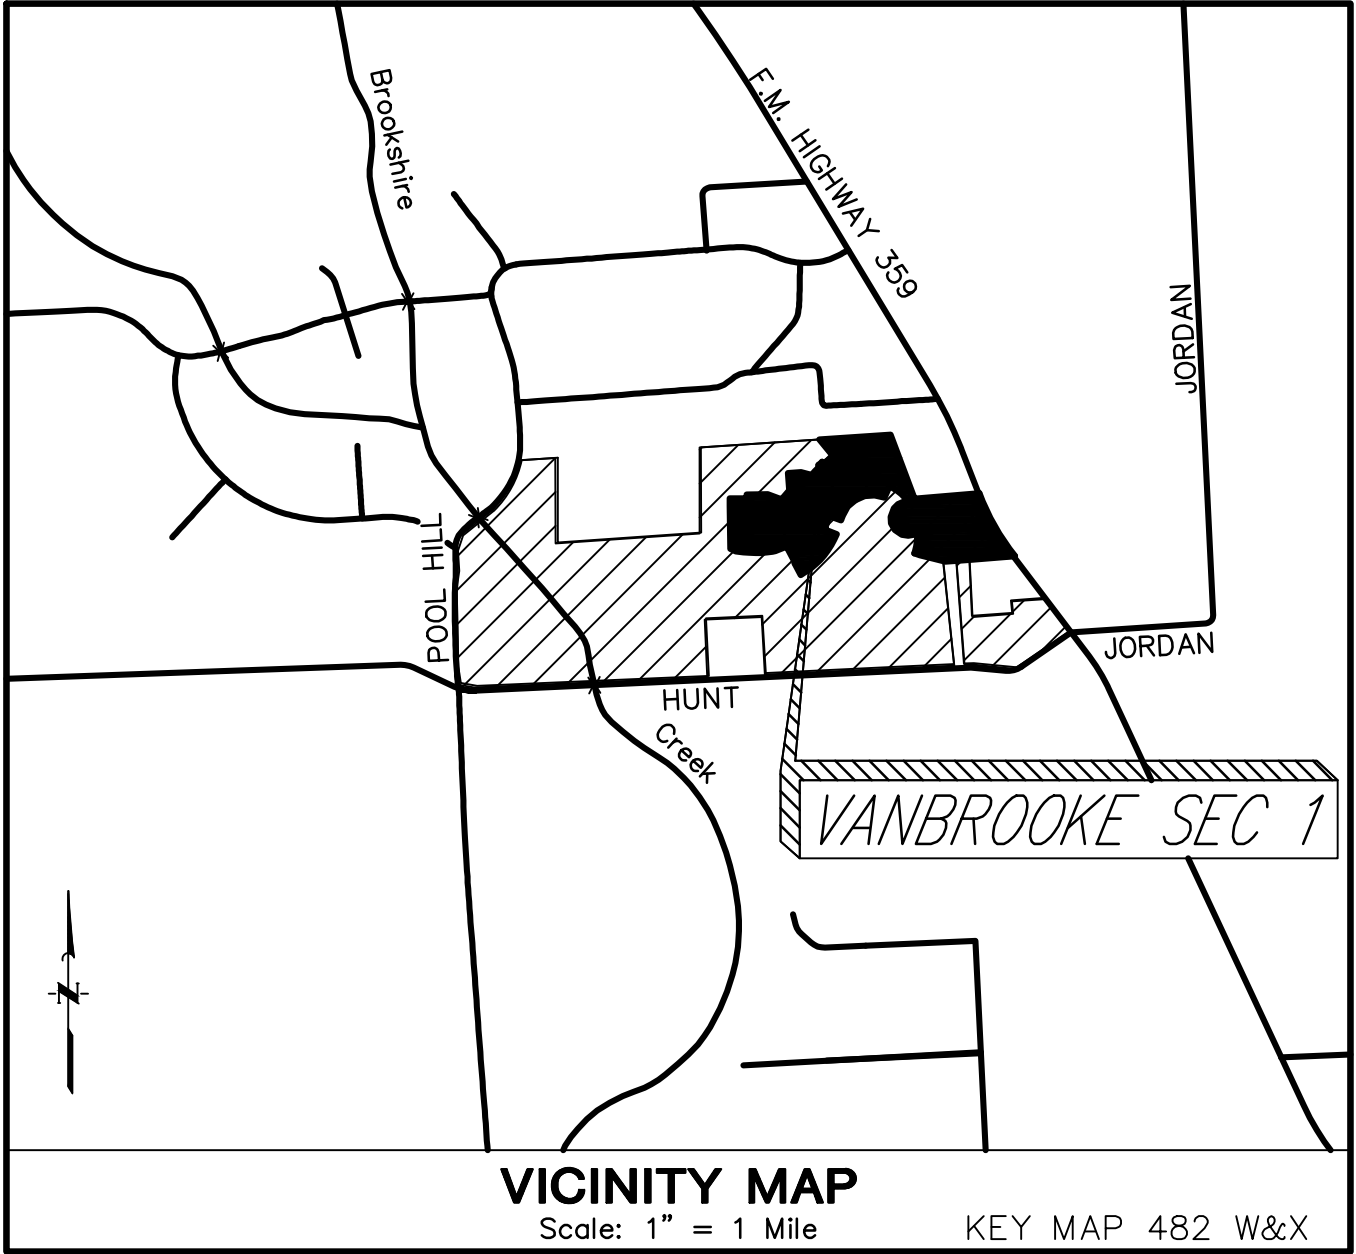 Brookshire
F.M. HIGHWAY 359
JORDAN
POOL HILL
JORDAN
HUNT
Creek
VANBROOKE SEC 1
N
VICINITY MAP
Scale: 1” = 1 Mile
KEY MAP 482 W&X